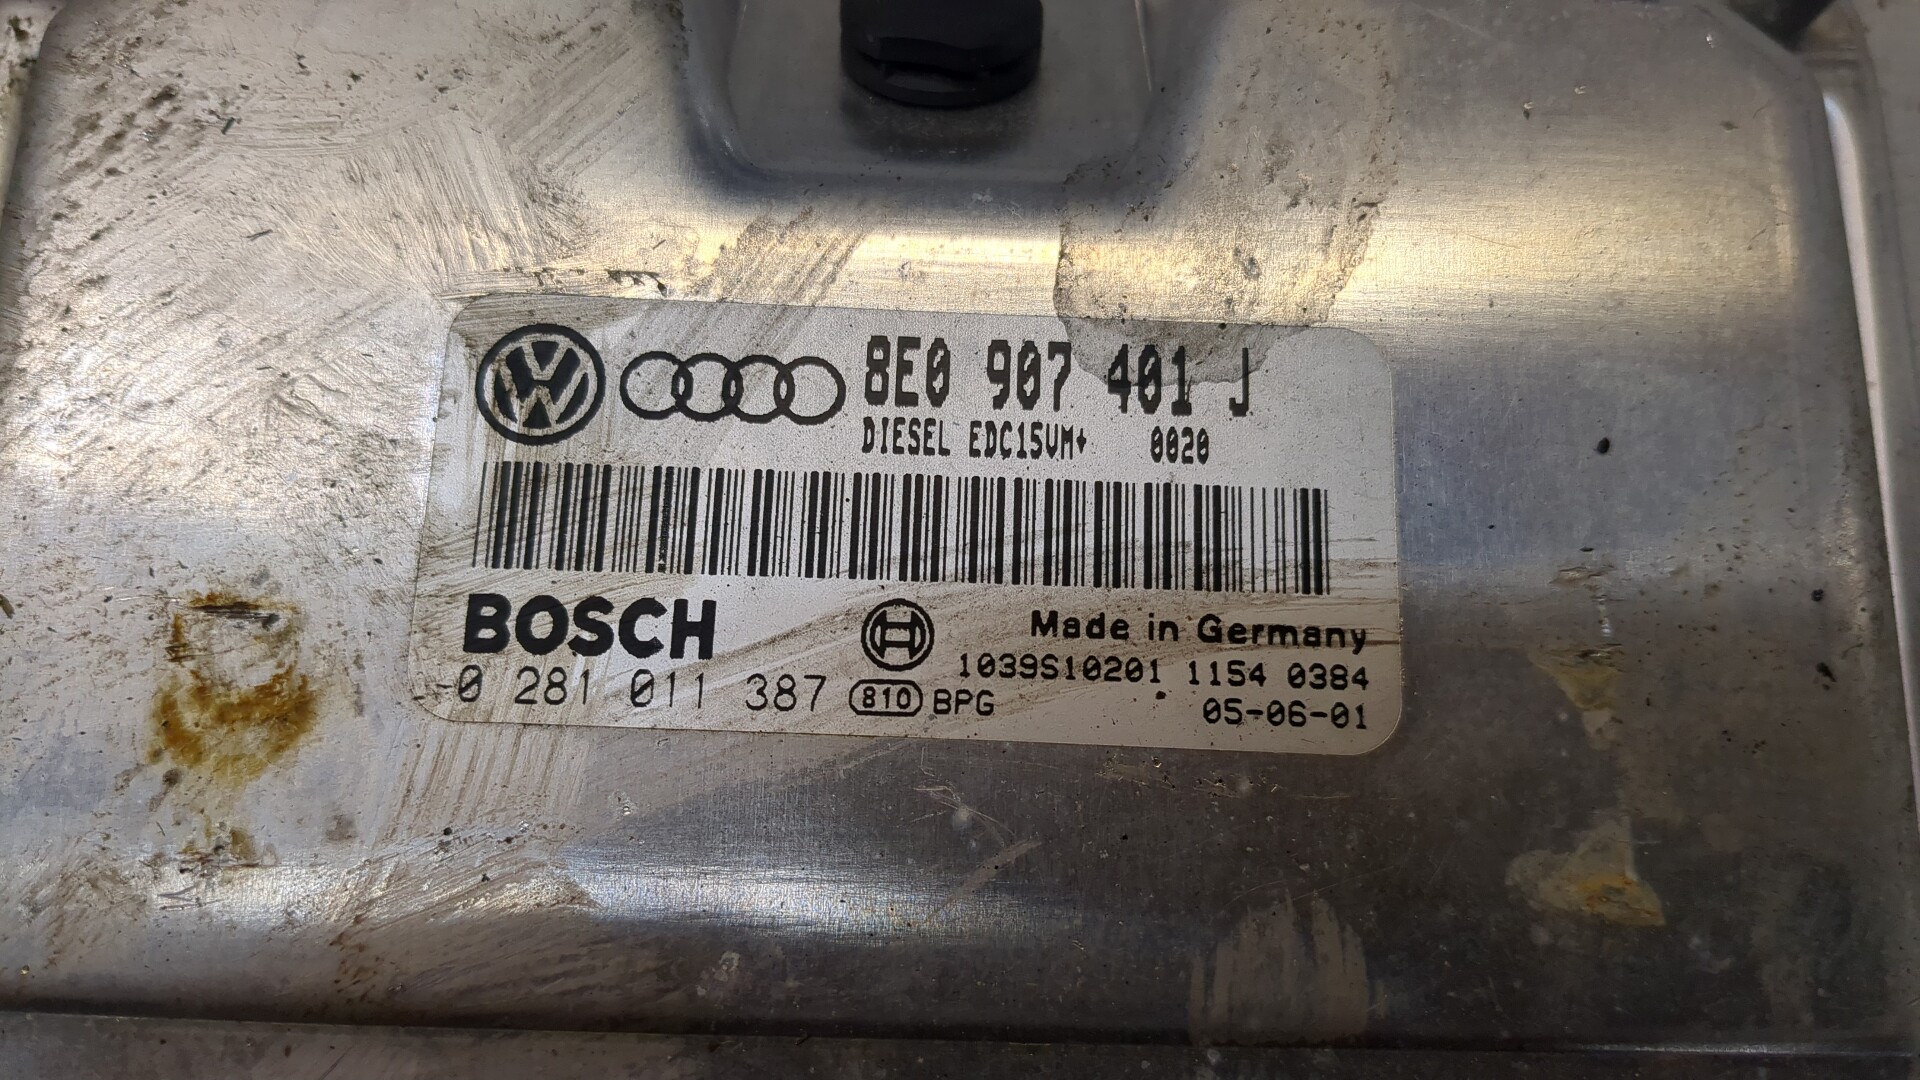 8E0 907 401 J
DIESEL EDC15VM+ 0020
BOSCH
Made in Germany
0 281 011 387
810 BPG
1039S10201 1154 0384
05-06-01